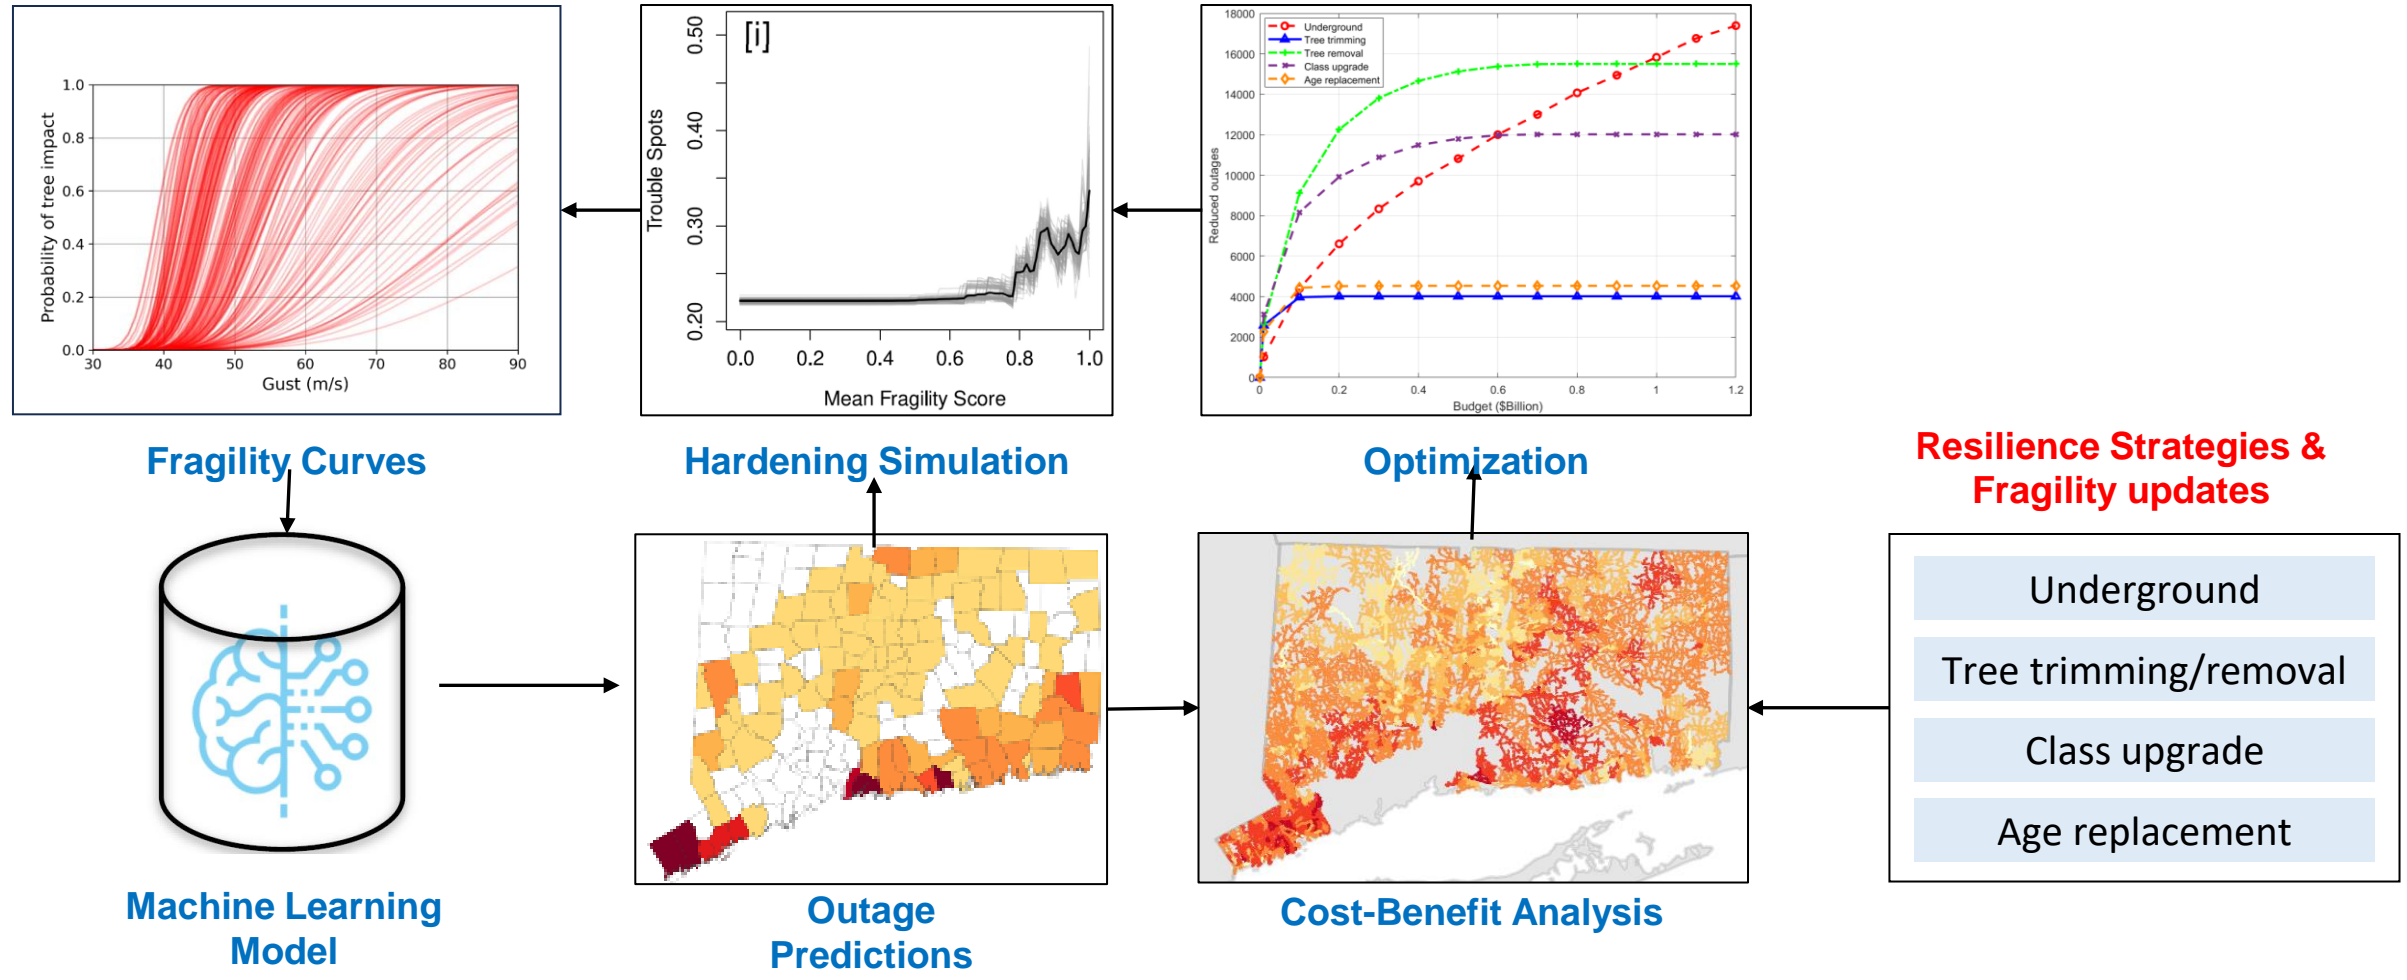 1.0
0.8
0.6
0.4
0.2
0.0
30 40 50 60 70 80 90
Probability of tree impact
Gust (m/s)
Fragility Curves
[i]
0.50
0.40
0.30
0.20
Trouble Spots
0.0 0.2 0.4 0.6 0.8 1.0
Mean Fragility Score
Hardening Simulation
18000
16000
14000
12000
10000
8000
6000
4000
2000
0
Underground
Tree trimming
Tree removal
Class upgrade
Age replacement
Reduced outages
0 0.2 0.4 0.6 0.8 1 1.2
Budget ($Billion)
Optimization
Resilience Strategies &
Fragility updates
Underground
Tree trimming/removal
Class upgrade
Age replacement
Machine Learning
Model
Outage
Predictions
Cost-Benefit Analysis